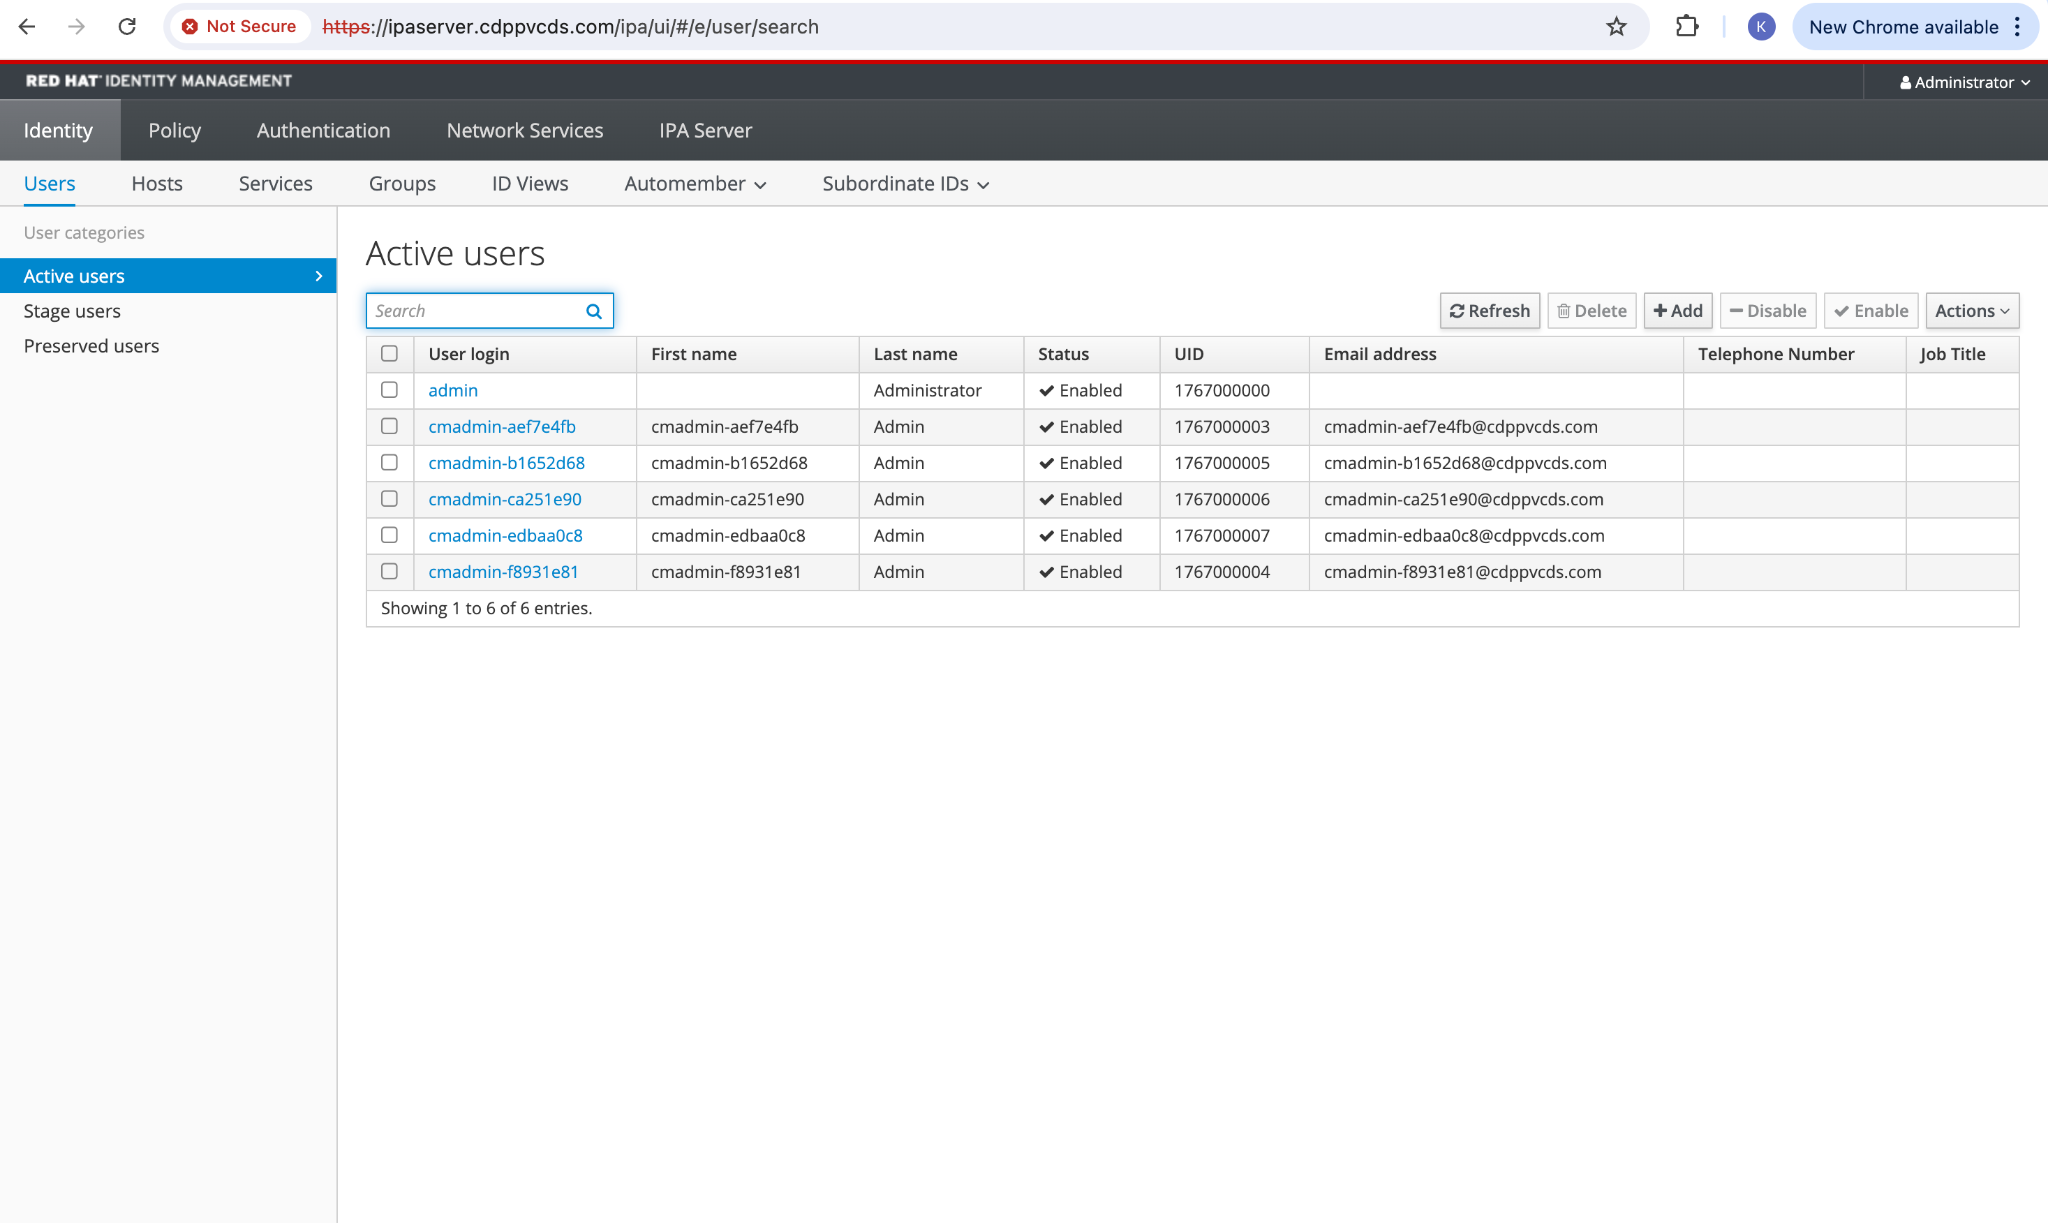 Not Secure https://ipaserver.cdppvcds.com/ipa/ui/#/e/user/search K New Chrome available
RED HAT IDENTITY MANAGEMENT Administrator
Identity Policy Authentication Network Services IPA Server
Users Hosts Services Groups ID Views Automember Subordinate IDs
User categories
Active users
Stage users
Preserved users
Active users
Search Refresh Delete Add Disable Enable Actions
User login First name Last name Status UID Email address Telephone Number Job Title
admin Administrator Enabled 1767000000
cmadmin-aef7e4fb cmadmin-aef7e4fb Admin Enabled 1767000003 cmadmin-aef7e4fb@cdppvcds.com
cmadmin-b1652d68 cmadmin-b1652d68 Admin Enabled 1767000005 cmadmin-b1652d68@cdppvcds.com
cmadmin-ca251e90 cmadmin-ca251e90 Admin Enabled 1767000006 cmadmin-ca251e90@cdppvcds.com
cmadmin-edbaa0c8 cmadmin-edbaa0c8 Admin Enabled 1767000007 cmadmin-edbaa0c8@cdppvcds.com
cmadmin-f8931e81 cmadmin-f8931e81 Admin Enabled 1767000004 cmadmin-f8931e81@cdppvcds.com
Showing 1 to 6 of 6 entries.